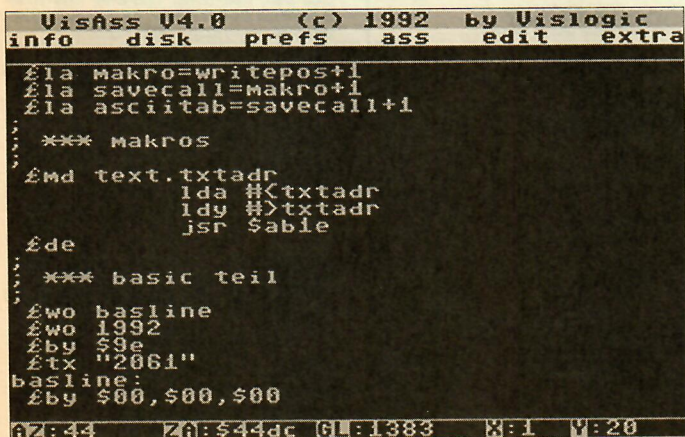 VisAss V4.0 (c) 1992 by Vislogic
info disk prefs ass edit extra
£la makro=writepos+1
£la savecall=makro+1
£la asciitab=savecall+1
;
; *** makros
;
£md text.txtadr
lda #<txtadr
ldy #>txtadr
jsr $ab1e
£de
;
; *** basic teil
;
£wo basline
£wo 1992
£by $9e
£tx "2061"
basline:
£by $00,$00,$00
AZ:44 ZA:$44dc GL:1383 X:1 Y:20